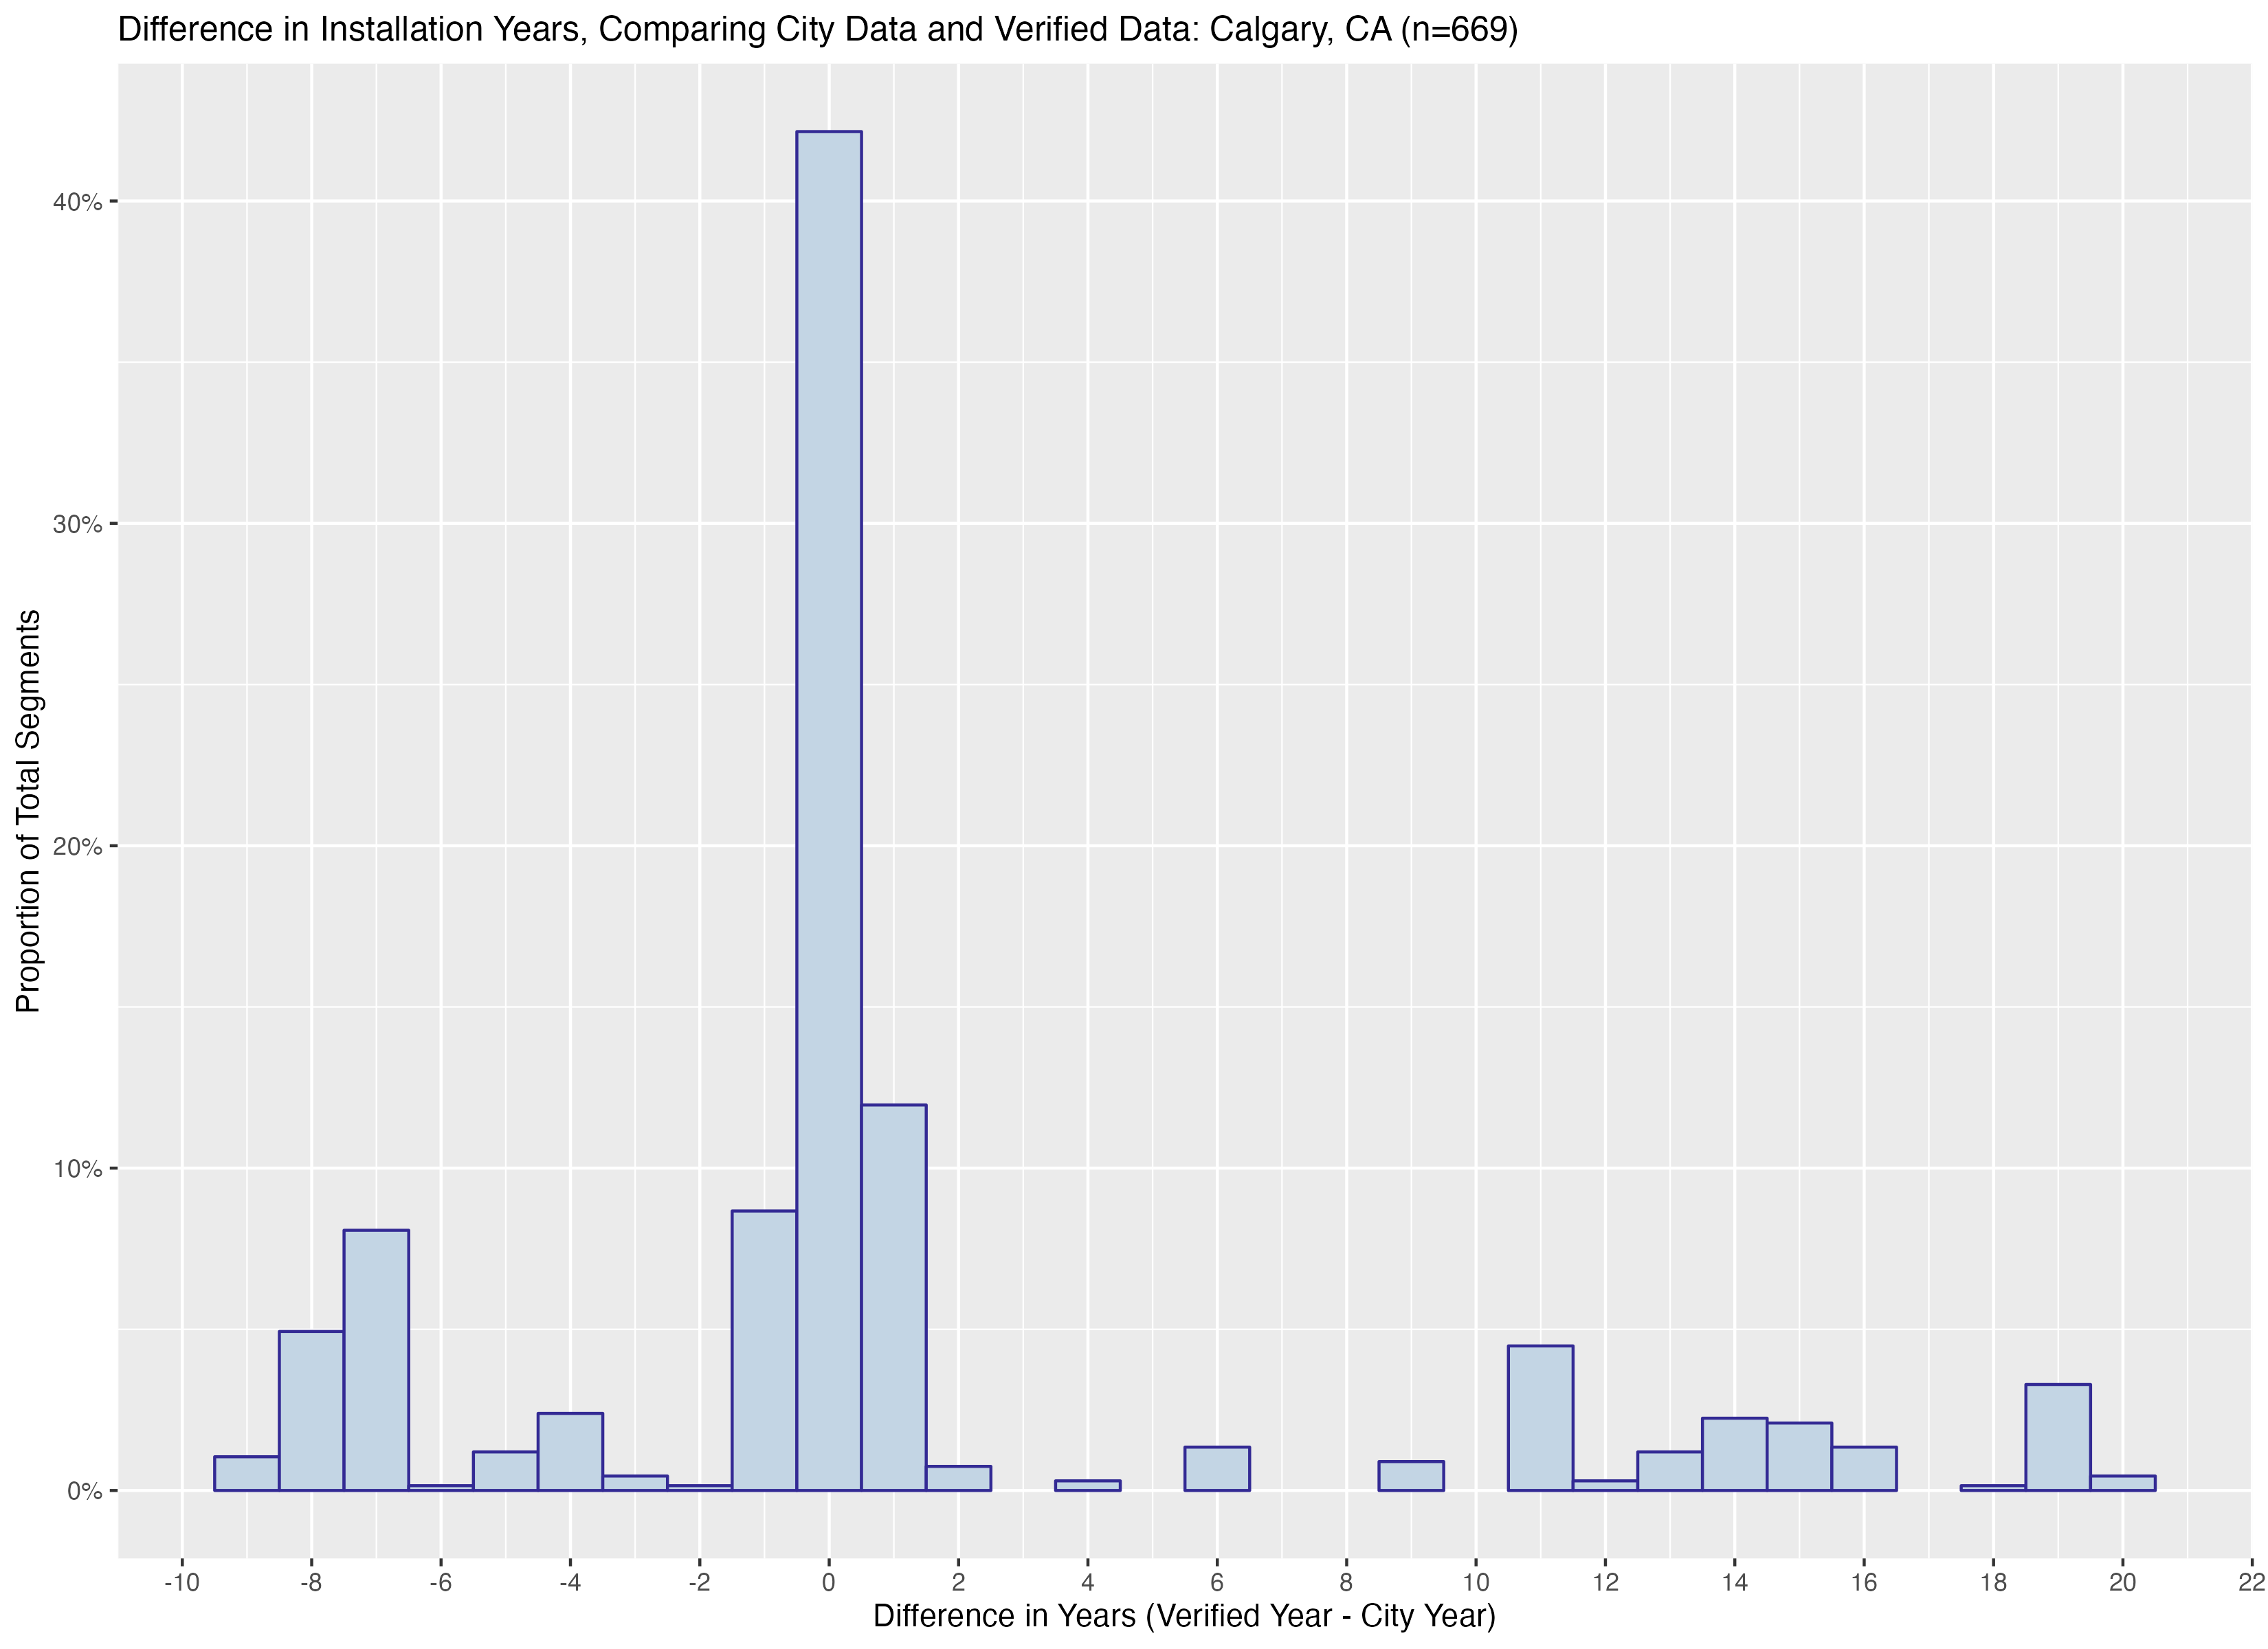 Difference in Installation Years, Comparing City Data and Verified Data: Calgary, CA (n=669)
Proportion of Total Segments
40%
30%
20%
10%
0%
-10 -8 -6 -4 -2 0 2 4 6 8 10 12 14 16 18 20 22
Difference in Years (Verified Year - City Year)